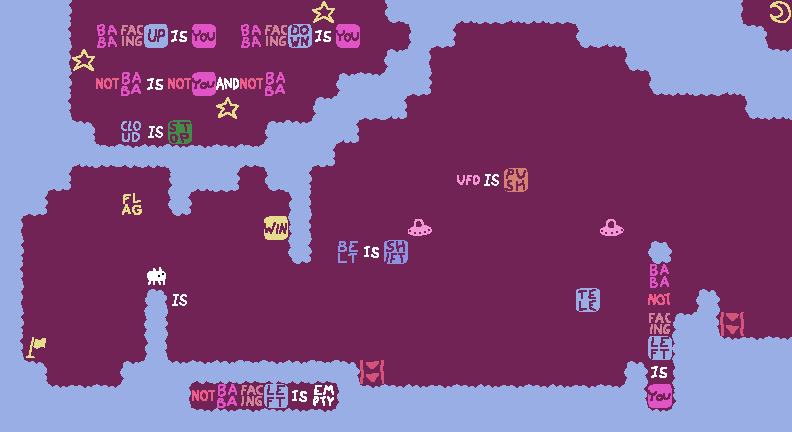 BABA FACING UP IS YOU BABA FACING DOWN IS YOU
NOT BABA IS NOT YOU AND NOT BABA
CLOUD IS STOP
UFO IS PUSH
FLAG
WIN
BELT IS SHIFT
BABA
IS
TELE
NOT
FACING
LEFT
IS
NOT BABA FACING LEFT IS EMPTY
YOU